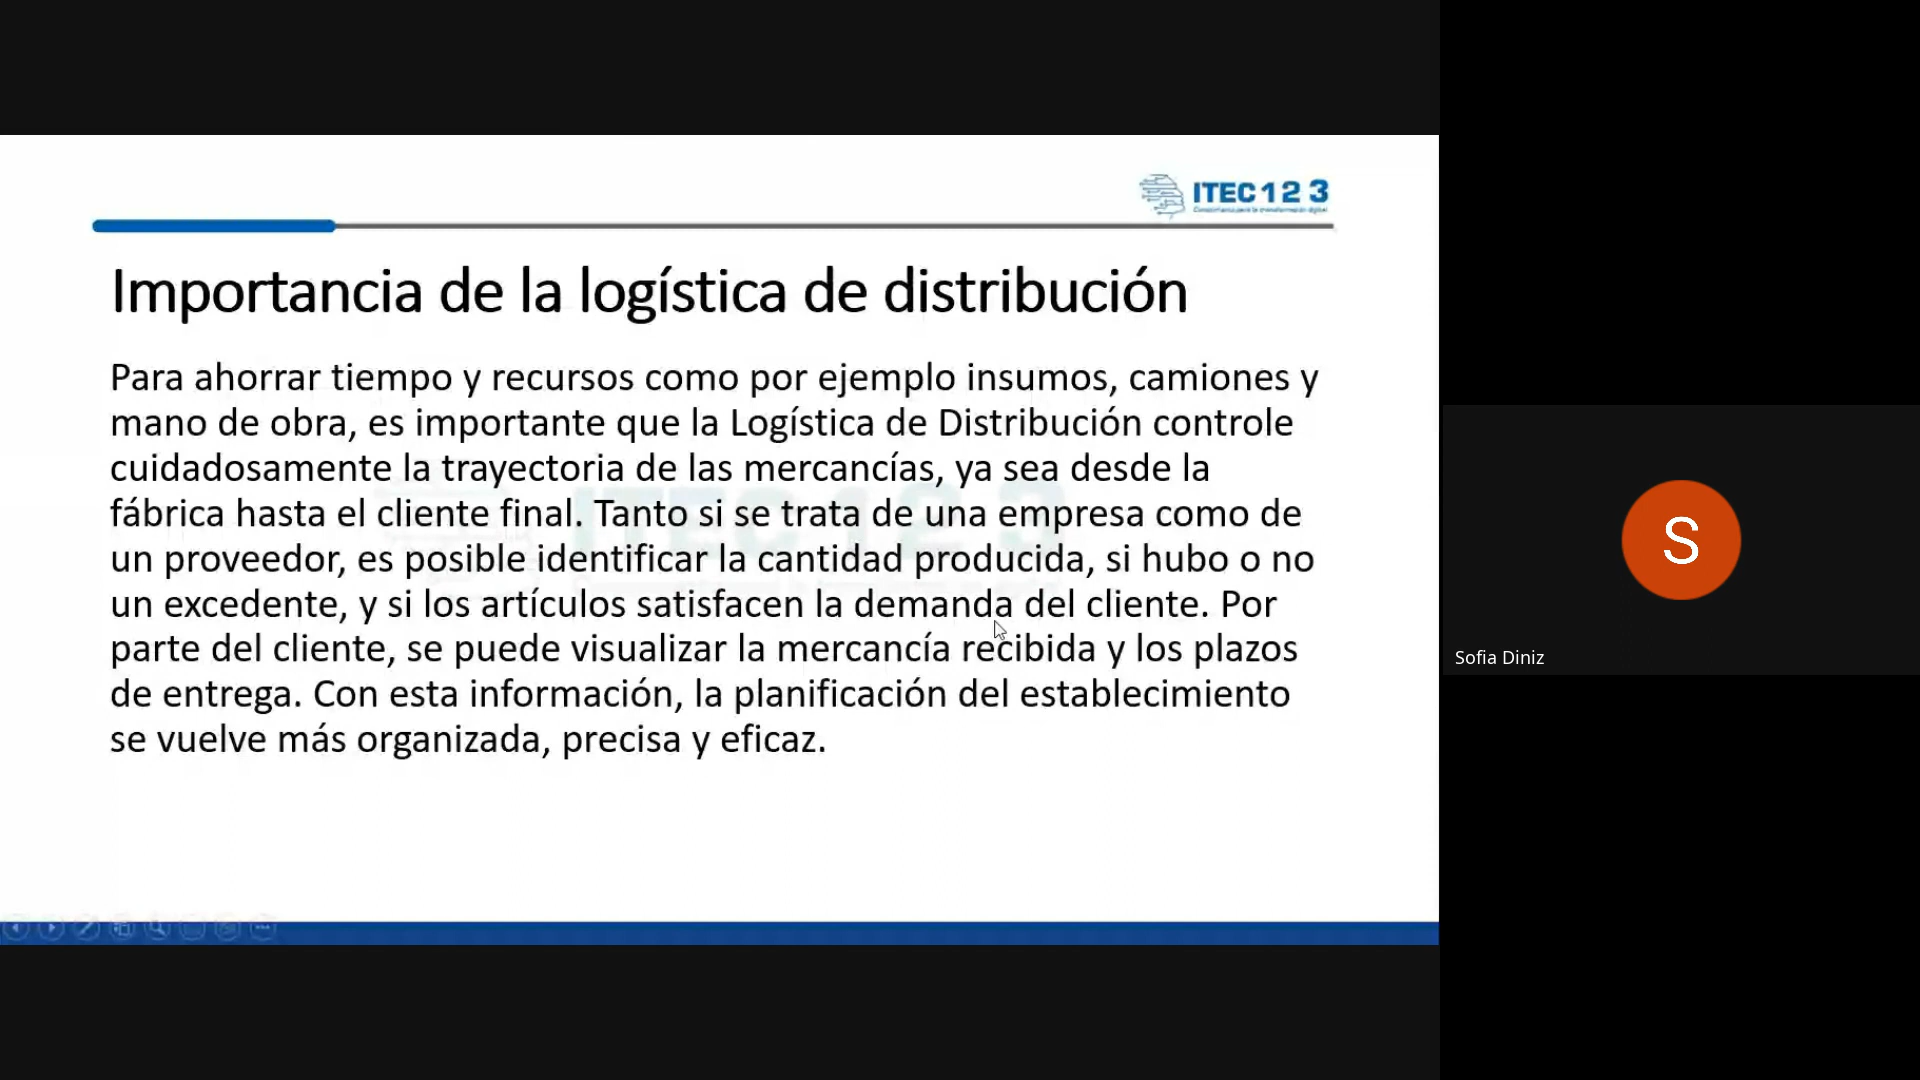 ITEC 1 2 3
Importancia de la logística de distribución
Para ahorrar tiempo y recursos como por ejemplo insumos, camiones y
mano de obra, es importante que la Logística de Distribución controle
cuidadosamente la trayectoria de las mercancías, ya sea desde la
fábrica hasta el cliente final. Tanto si se trata de una empresa como de
un proveedor, es posible identificar la cantidad producida, si hubo o no
un excedente, y si los artículos satisfacen la demanda del cliente. Por
parte del cliente, se puede visualizar la mercancía recibida y los plazos
de entrega. Con esta información, la planificación del establecimiento
se vuelve más organizada, precisa y eficaz.
ITEC 1 2 3
S
Sofia Diniz